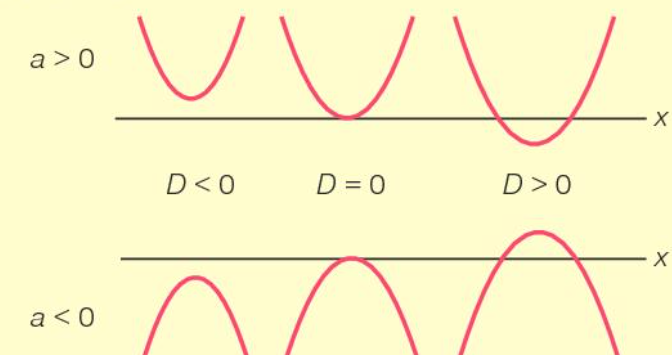 a > 0
x
D < 0 D = 0 D > 0
x
a < 0